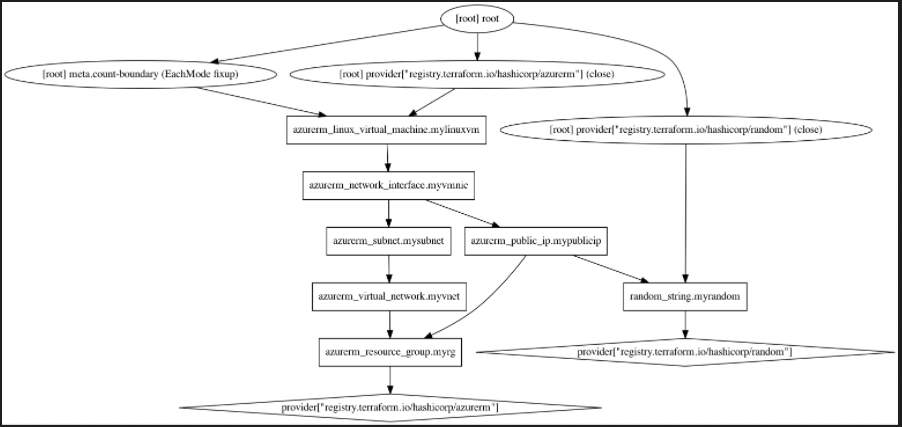 [root] root
[root] meta.count-boundary (EachMode fixup)
[root] provider["registry.terraform.io/hashicorp/azurerm"] (close)
azurerm_linux_virtual_machine.mylinuxvm
[root] provider["registry.terraform.io/hashicorp/random"] (close)
azurerm_network_interface.myvmnic
azurerm_subnet.mysubnet
azurerm_public_ip.mypublicip
azurerm_virtual_network.myvnet
random_string.myrandom
azurerm_resource_group.myrg
provider["registry.terraform.io/hashicorp/random"]
provider["registry.terraform.io/hashicorp/azurerm"]